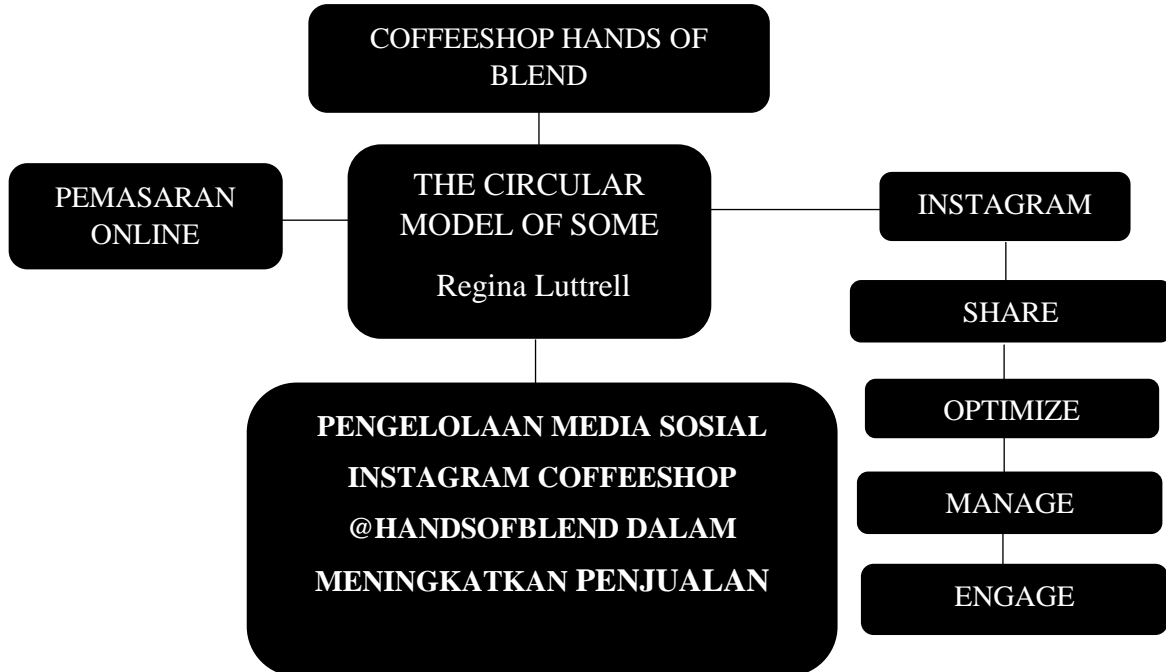 COFFEESHOP HANDS OF
BLEND
PEMASARAN
ONLINE
THE CIRCULAR
MODEL OF SOME
Regina Luttrell
INSTAGRAM
SHARE
OPTIMIZE
MANAGE
ENGAGE
PENGELOLAAN MEDIA SOSIAL
INSTAGRAM COFFEESHOP
@HANDSOFBLEND DALAM
MENINGKATKAN PENJUALAN